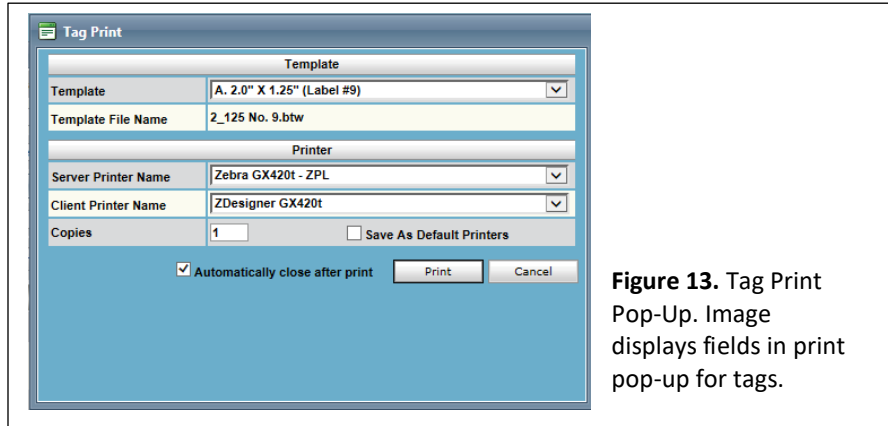 Tag Print
Template
Template A. 2.0" X 1.25" (Label #9)
Template File Name 2_125 No. 9.btw
Printer
Server Printer Name Zebra GX420t - ZPL
Client Printer Name ZDesigner GX420t
Copies 1 Save As Default Printers
Automatically close after print Print Cancel
Figure 13. Tag Print
Pop-Up. Image
displays fields in print
pop-up for tags.